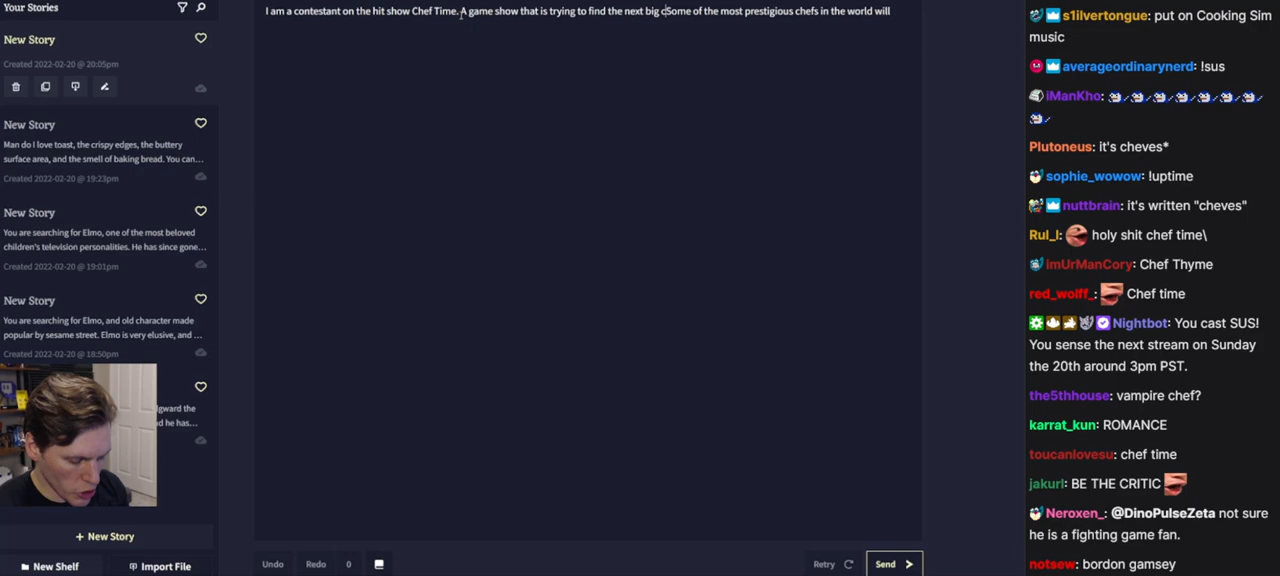 Your Stories
New Story
Created 2022-02-20 @ 20:05pm
New Story
Man do I love toast, the crispy edges, the buttery
surface area, and the smell of baking bread. You can...
Created 2022-02-20 @ 19:23pm
New Story
You are searching for Elmo, one of the most beloved
children's television personalities. He has since gone...
Created 2022-02-20 @ 19:01pm
New Story
You are searching for Elmo, and old character made
popular by sesame street. Elmo is very elusive, and ...
Created 2022-02-20 @ 18:50pm
lgward the
d he has...
+ New Story
New Shelf
Import File
I am a contestant on the hit show Chef Time. A game show that is trying to find the next big cSome of the most prestigious chefs in the world will
Undo
Redo
0
Retry
Send
s1ilvertongue: put on Cooking Sim
music
averageordinarynerd: !sus
iManKho:
Plutoneus: it's cheves*
sophie_wowow: !uptime
nuttbrain: it's written "cheves"
Rul_l: holy shit chef time\
imUrManCory: Chef Thyme
red_wolff_: Chef time
Nightbot: You cast SUS!
You sense the next stream on Sunday
the 20th around 3pm PST.
the5thhouse: vampire chef?
karrat_kun: ROMANCE
toucanlovesu: chef time
jakurl: BE THE CRITIC
Neroxen_: @DinoPulseZeta not sure
he is a fighting game fan.
notsew: bordon gamsey